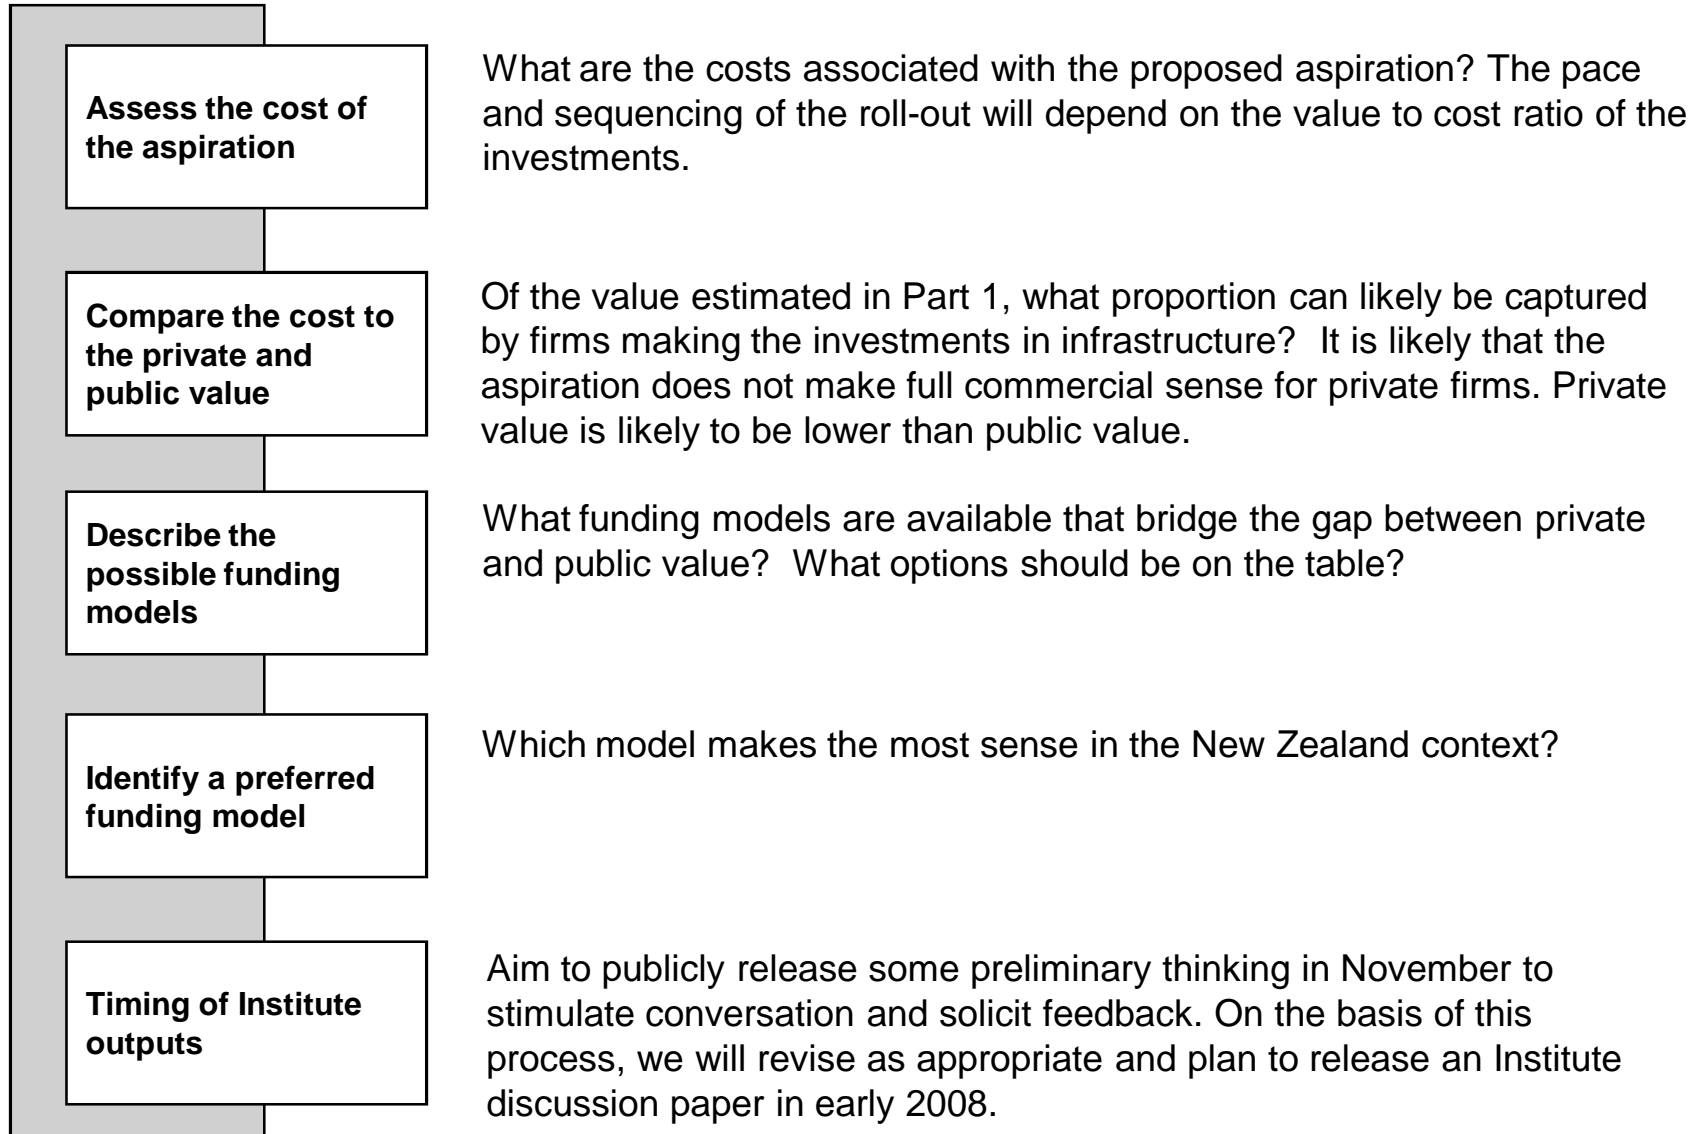 Assess the cost of
the aspiration
What are the costs associated with the proposed aspiration? The pace
and sequencing of the roll-out will depend on the value to cost ratio of the
investments.
Compare the cost to
the private and
public value
Of the value estimated in Part 1, what proportion can likely be captured
by firms making the investments in infrastructure?  It is likely that the
aspiration does not make full commercial sense for private firms. Private
value is likely to be lower than public value.
Describe the
possible funding
models
What funding models are available that bridge the gap between private
and public value?  What options should be on the table?
Identify a preferred
funding model
Which model makes the most sense in the New Zealand context?
Timing of Institute
outputs
Aim to publicly release some preliminary thinking in November to
stimulate conversation and solicit feedback. On the basis of this
process, we will revise as appropriate and plan to release an Institute
discussion paper in early 2008.